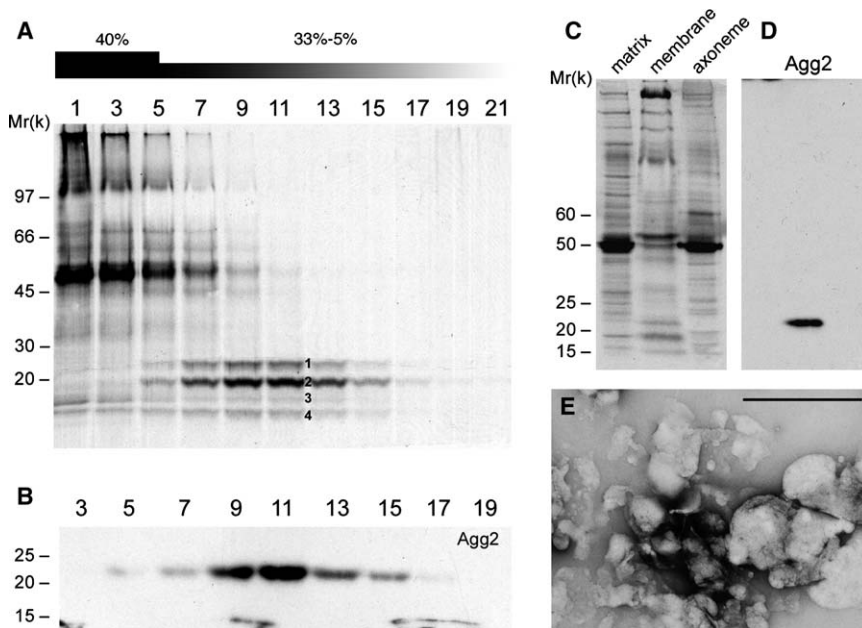 A
40%
33%-5%
1 3 5 7 9 11 13 15 17 19 21
Mr(k)
97 –
66 –
45 –
30 –
20 –
1
2
3
4
B
3 5 7 9 11 13 15 17 19
Agg2
25 –
20 –
15 –
C
matrix membrane axoneme
Mr(k)
60 –
50 –
25 –
20 –
15 –
D
Agg2
E